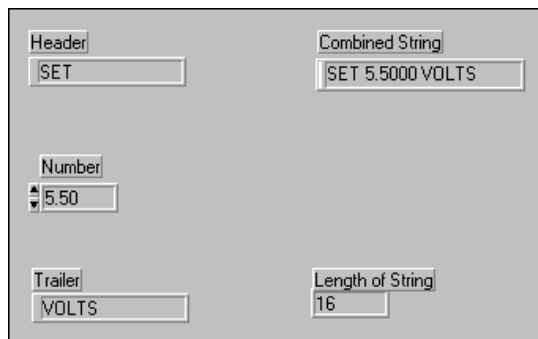 Header
SET
Combined String
SET 5.5000 VOLTS
Number
5.50
Trailer
VOLTS
Length of String
16